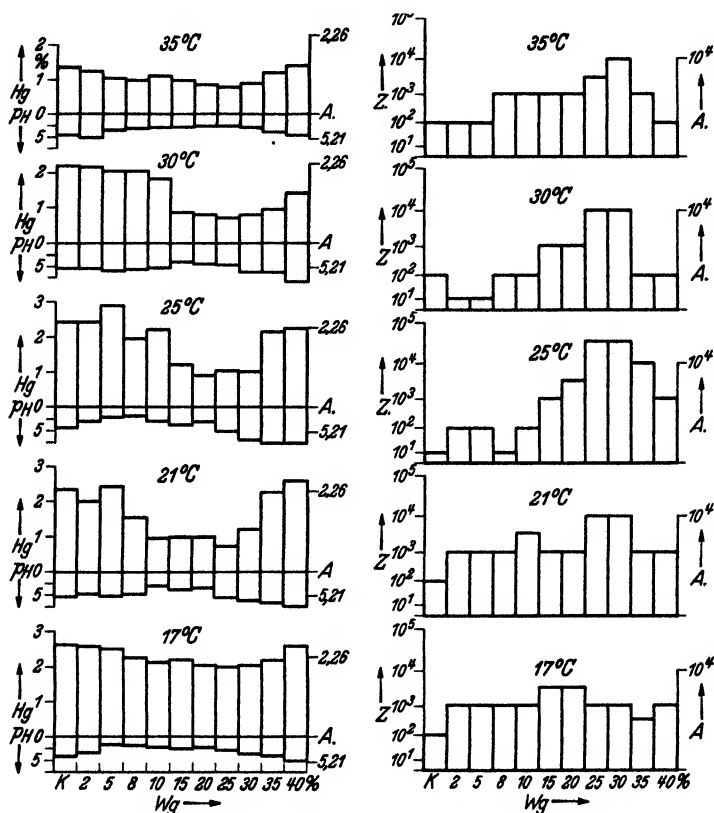 35°C
2
%
1
0
5
Hg
PH
2,26
A.
5,21
30°C
2
1
0
5
Hg
PH
2,26
A
5,21
25°C
3
2
1
0
5
Hg
PH
2,26
A.
5,21
21°C
3
2
1
0
5
Hg
PH
2,26
A
5,21
17°C
3
2
1
0
5
Hg
PH
2,26
A.
5,21
K 2 5 8 10 15 20 25 30 35 40%
Wg
35°C
10⁴
10³
10²
10¹
Z.
10⁴
A.
30°C
10⁵
10⁴
10³
10²
10¹
Z
10⁴
A.
25°C
10⁵
10⁴
10³
10²
10¹
Z.
10⁴
A.
21°C
10⁵
10⁴
10³
10²
10¹
Z
10⁴
A.
17°C
10⁵
10⁴
10³
10²
10¹
Z
10⁴
A
K 2 5 8 10 15 20 25 30 35 40%
Wg